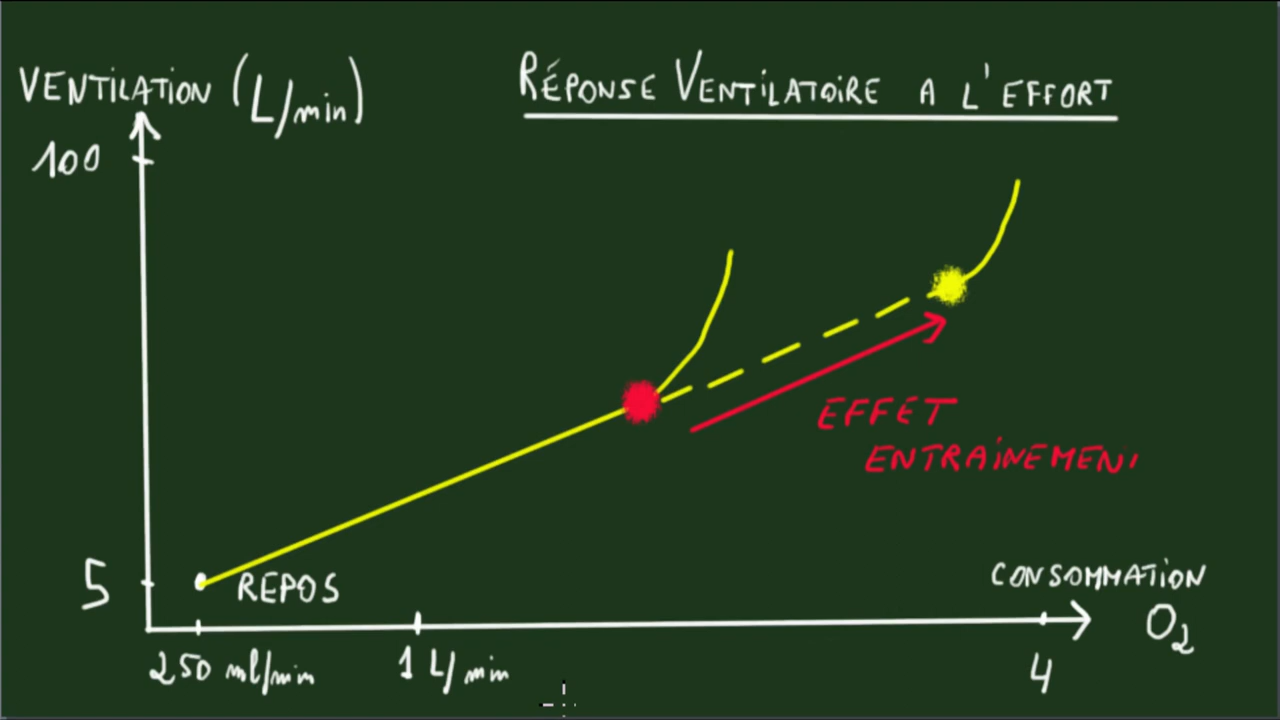 VENTILATION (L/min)
RÉPONSE VENTILATOIRE A L'EFFORT
100
EFFET
ENTRAINEMENT
5
REPOS
CONSOMMATION
O2
250 ml/min
1 L/min
4